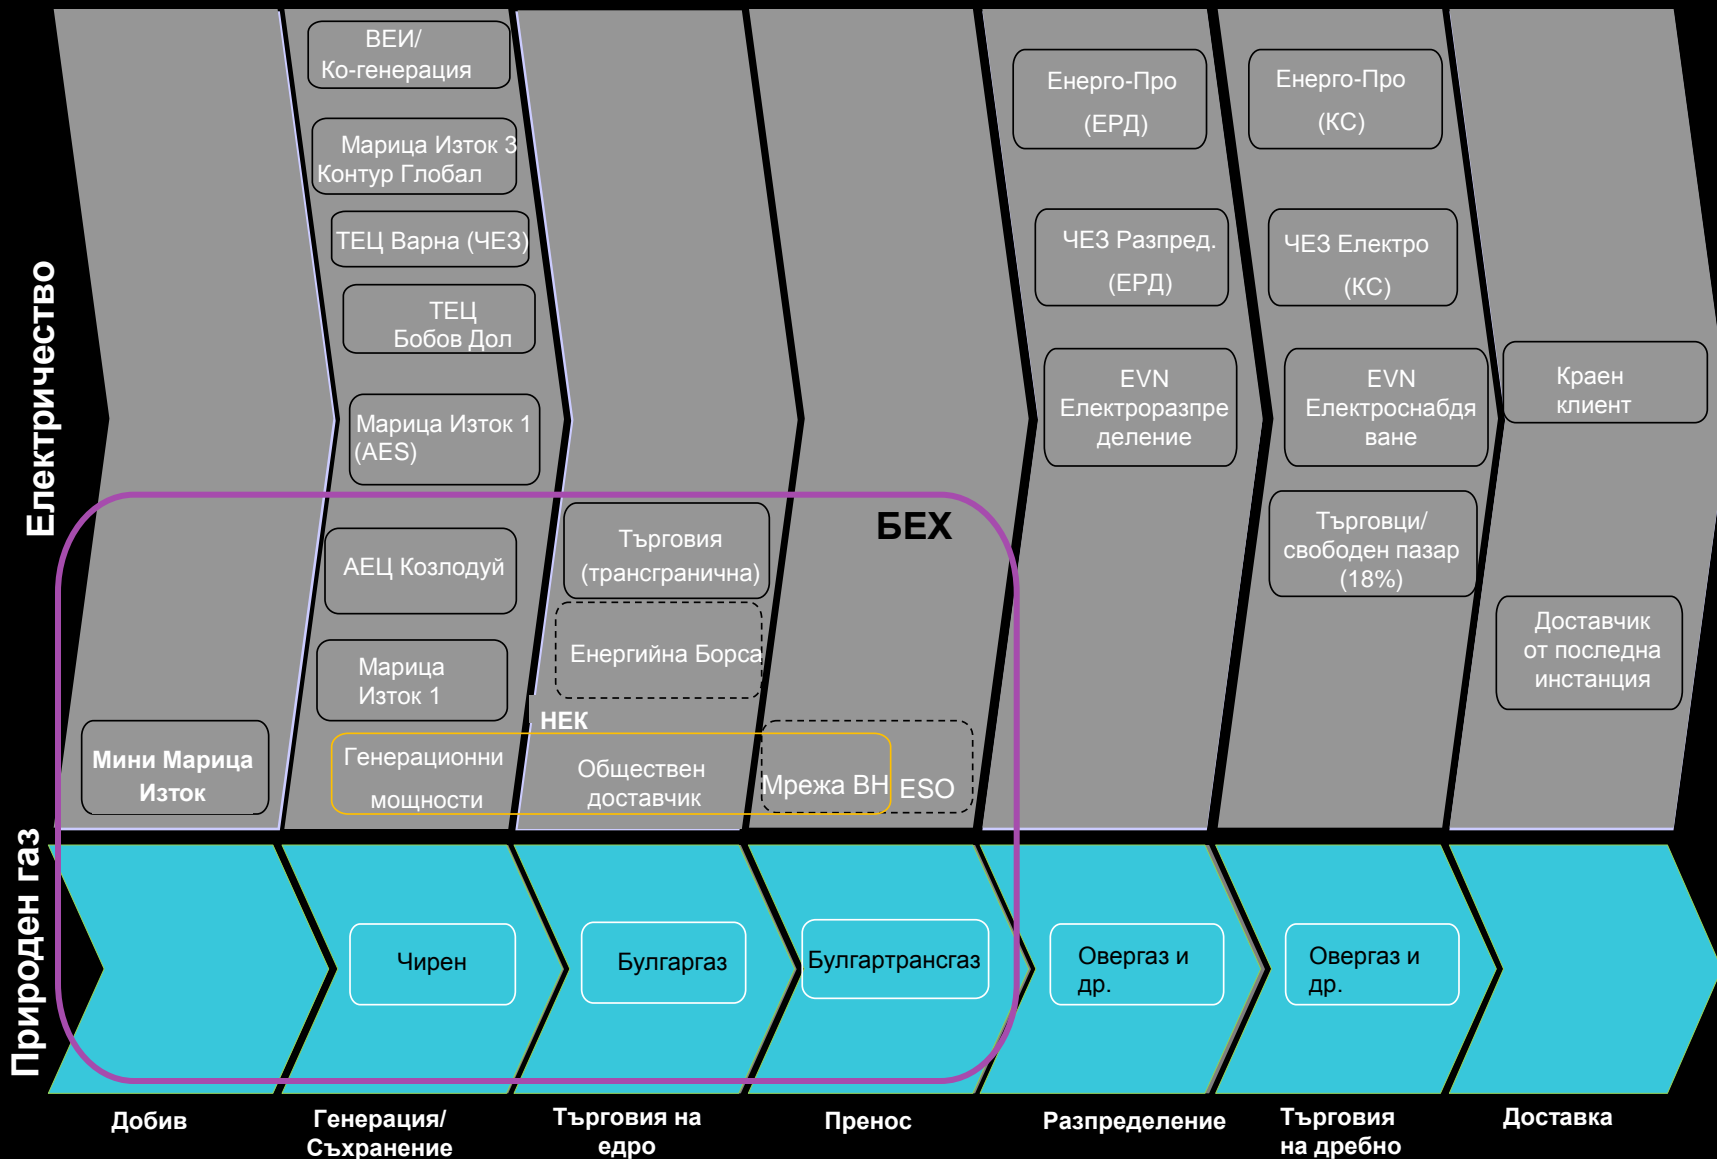 Електричество
Природен газ
ВЕИ/
Ко-генерация
Марица Изток 3
Контур Глобал
ТЕЦ Варна (ЧЕЗ)
ТЕЦ
Бобов Дол
Марица Изток 1
(AES)
АЕЦ Козлодуй
Марица
Изток 1
Мини Марица
Изток
НЕК
Генерационни
мощности
Търговия
(трансгранична)
Енергийна Борса
Обществен
доставчик
БЕХ
Мрежа ВН
ESO
Енерго-Про
(ЕРД)
ЧЕЗ Разпред.
(ЕРД)
EVN
Електроразпре
деление
Енерго-Про
(КС)
ЧЕЗ Електро
(КС)
EVN
Електроснабдя
ване
Търговци/
свободен пазар
(18%)
Краен
клиент
Доставчик
от последна
инстанция
Чирен
Булгаргаз
Булгартрансгаз
Овергаз и
др.
Овергаз и
др.
Добив
Генерация/
Съхранение
Търговия на
едро
Пренос
Разпределение
Търговия
на дребно
Доставка